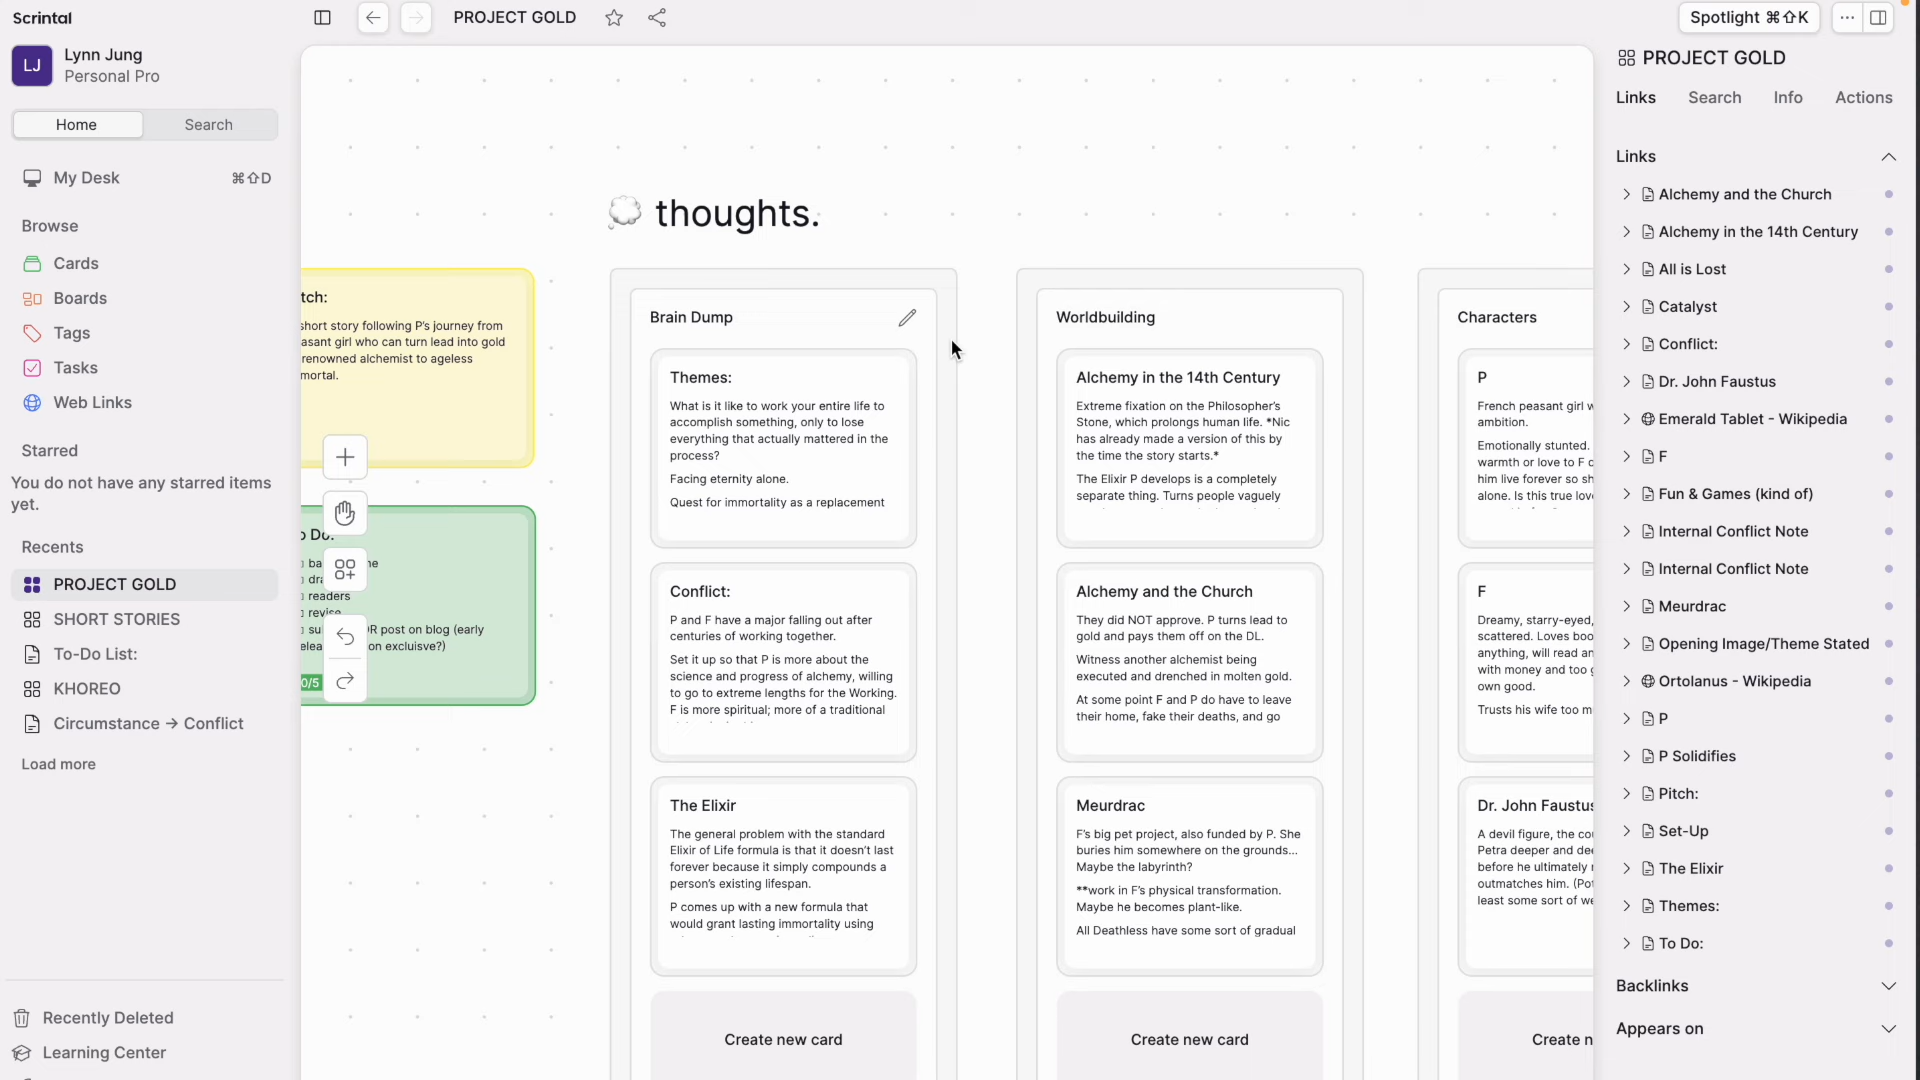 Scrintal
LJ
Lynn Jung
Personal Pro
Home
Search
My Desk
⌘⇧D
Browse
Cards
Boards
Tags
Tasks
Web Links
Starred
You do not have any starred items
yet.
Recents
PROJECT GOLD
SHORT STORIES
To-Do List:
KHOREO
Circumstance → Conflict
Load more
Recently Deleted
Learning Center
PROJECT GOLD
Spotlight ⌘⇧K
💭 thoughts.
tch:
short story following P's journey from
asant girl who can turn lead into gold
renowned alchemist to ageless
mortal.
o Do:
ba
ne
dra
readers
revise
su
OR post on blog (early
elea
on excluisve?)
0/5
Brain Dump
Themes:
What is it like to work your entire life to
accomplish something, only to lose
everything that actually mattered in the
process?
Facing eternity alone.
Quest for immortality as a replacement
Conflict:
P and F have a major falling out after
centuries of working together.
Set it up so that P is more about the
science and progress of alchemy, willing
to go to extreme lengths for the Working.
F is more spiritual; more of a traditional
The Elixir
The general problem with the standard
Elixir of Life formula is that it doesn't last
forever because it simply compounds a
person's existing lifespan.
P comes up with a new formula that
would grant lasting immortality using
Create new card
Worldbuilding
Alchemy in the 14th Century
Extreme fixation on the Philosopher's
Stone, which prolongs human life. *Nic
has already made a version of this by
the time the story starts.*
The Elixir P develops is a completely
separate thing. Turns people vaguely
Alchemy and the Church
They did NOT approve. P turns lead to
gold and pays them off on the DL.
Witness another alchemist being
executed and drenched in molten gold.
At some point F and P do have to leave
their home, fake their deaths, and go
Meurdrac
F's big pet project, also funded by P. She
buries him somewhere on the grounds...
Maybe the labyrinth?
**work in F's physical transformation.
Maybe he becomes plant-like.
All Deathless have some sort of gradual
Create new card
Characters
P
French peasant girl w
ambition.
Emotionally stunted.
warmth or love to F o
him live forever so sh
alone. Is this true lov
F
Dreamy, starry-eyed,
scattered. Loves boo
anything, will read an
with money and too g
own good.
Trusts his wife too m
Dr. John Faustus
A devil figure, the co
Petra deeper and dee
before he ultimately r
outmatches him. (Pot
least some sort of we
Create n
PROJECT GOLD
Links
Search
Info
Actions
Links
Alchemy and the Church
Alchemy in the 14th Century
All is Lost
Catalyst
Conflict:
Dr. John Faustus
Emerald Tablet - Wikipedia
F
Fun & Games (kind of)
Internal Conflict Note
Internal Conflict Note
Meurdrac
Opening Image/Theme Stated
Ortolanus - Wikipedia
P
P Solidifies
Pitch:
Set-Up
The Elixir
Themes:
To Do:
Backlinks
Appears on